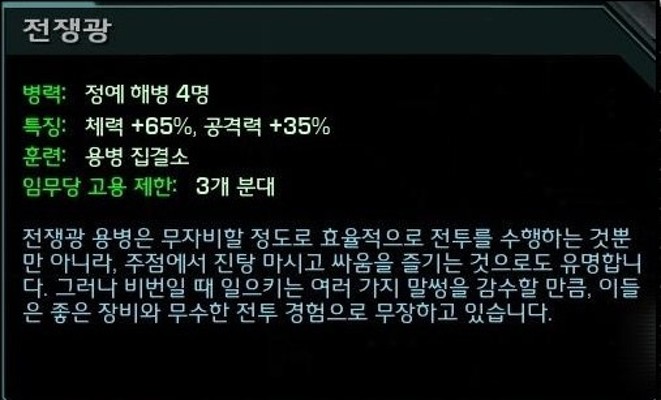 전쟁광
병력: 정예 해병 4명
특징: 체력 +65%, 공격력 +35%
훈련: 용병 집결소
임무당 고용 제한: 3개 분대
전쟁광 용병은 무자비할 정도로 효율적으로 전투를 수행하는 것뿐
만 아니라, 주점에서 진탕 마시고 싸움을 즐기는 것으로도 유명합니
다. 그러나 비번일 때 일으키는 여러 가지 말썽을 감수할 만큼, 이들
은 좋은 장비와 무수한 전투 경험으로 무장하고 있습니다.